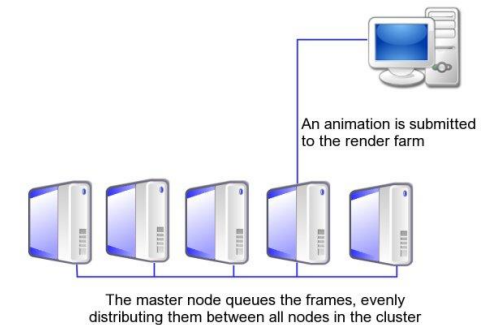 An animation is submitted
to the render farm
The master node queues the frames, evenly
distributing them between all nodes in the cluster